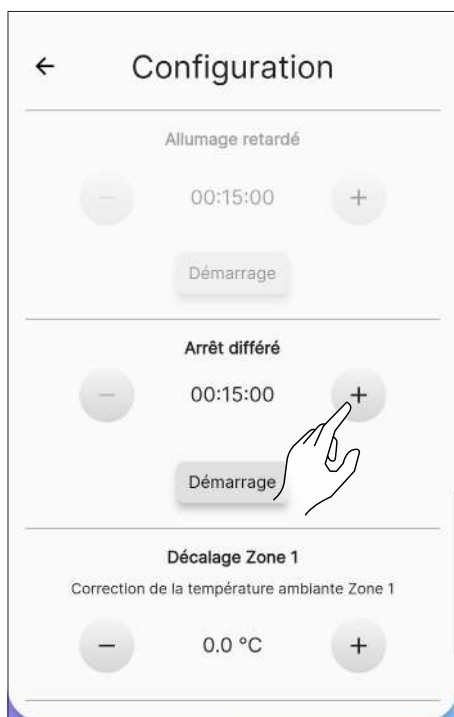 ← Configuration
Allumage retardé
− 00:15:00 +
Démarrage
Arrêt différé
− 00:15:00 +
Démarrage
Décalage Zone 1
Correction de la température ambiante Zone 1
− 0.0 °C +